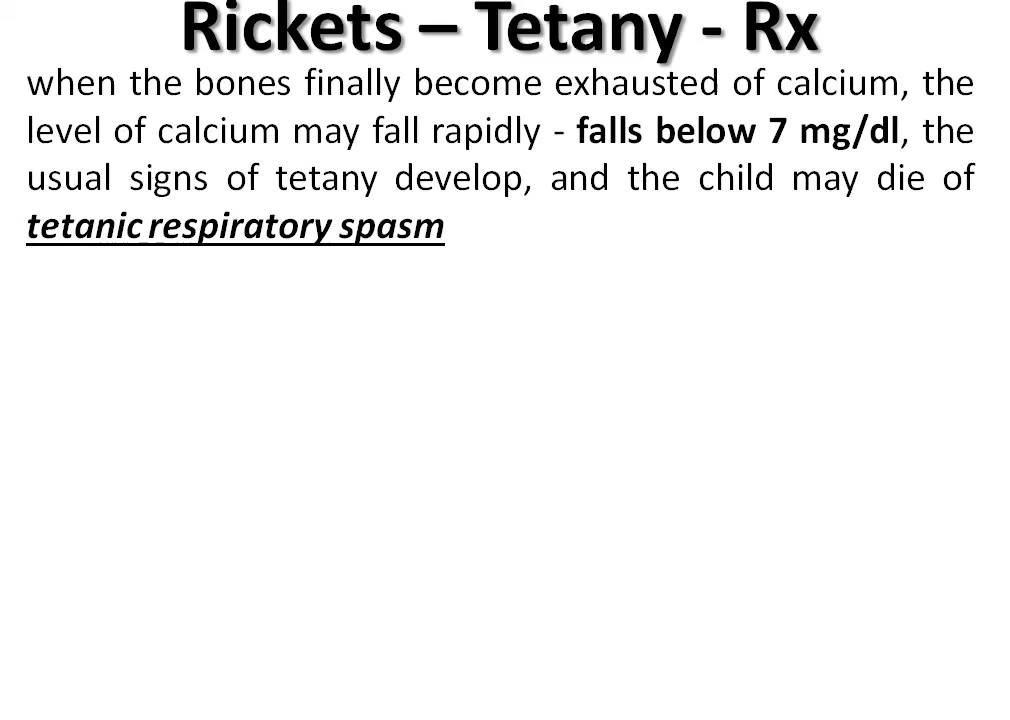 Rickets – Tetany - Rx
when the bones finally become exhausted of calcium, the
level of calcium may fall rapidly - falls below 7 mg/dl, the
usual signs of tetany develop, and the child may die of
tetanic respiratory spasm